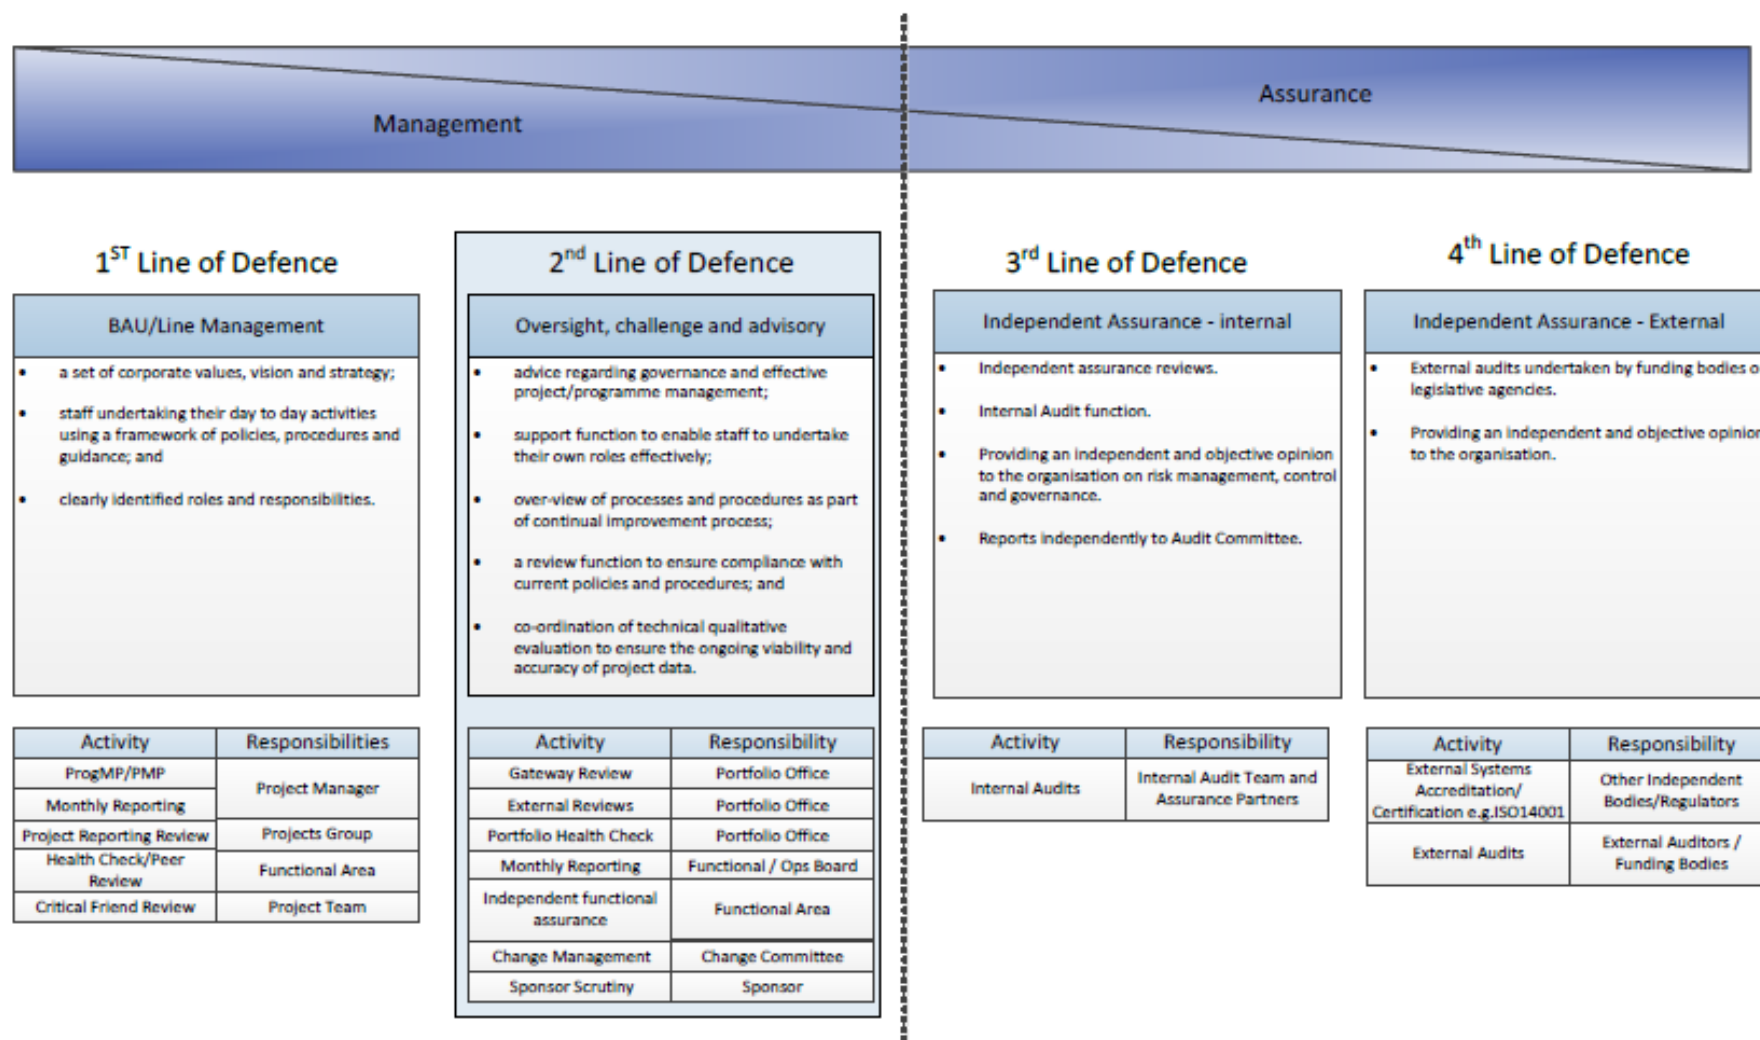 Management
Assurance
1ST Line of Defence
BAU/Line Management
• a set of corporate values, vision and strategy;
• staff undertaking their day to day activities
using a framework of policies, procedures and
guidance; and
• clearly identified roles and responsibilities.
Activity Responsibilities
ProgMP/PMP
Project Manager
Monthly Reporting
Project Reporting Review Projects Group
Health Check/Peer
Review
Functional Area
Critical Friend Review Project Team
2nd Line of Defence
Oversight, challenge and advisory
• advice regarding governance and effective
project/programme management;
• support function to enable staff to undertake
their own roles effectively;
• over-view of processes and procedures as part
of continual improvement process;
• a review function to ensure compliance with
current policies and procedures; and
• co-ordination of technical qualitative
evaluation to ensure the ongoing viability and
accuracy of project data.
Activity Responsibility
Gateway Review Portfolio Office
External Reviews Portfolio Office
Portfolio Health Check Portfolio Office
Monthly Reporting Functional / Ops Board
Independent functional
assurance
Functional Area
Change Management Change Committee
Sponsor Scrutiny Sponsor
3rd Line of Defence
Independent Assurance - internal
• Independent assurance reviews.
• Internal Audit function.
• Providing an independent and objective opinion
to the organisation on risk management, control
and governance.
• Reports independently to Audit Committee.
Activity Responsibility
Internal Audits
Internal Audit Team and
Assurance Partners
4th Line of Defence
Independent Assurance - External
• External audits undertaken by funding bodies
legislative agencies.
• Providing an independent and objective opinion
to the organisation.
Activity Responsibility
External Systems
Accreditation/
Certification e.g.ISO14001
Other Independent
Bodies/Regulators
External Audits
External Auditors /
Funding Bodies